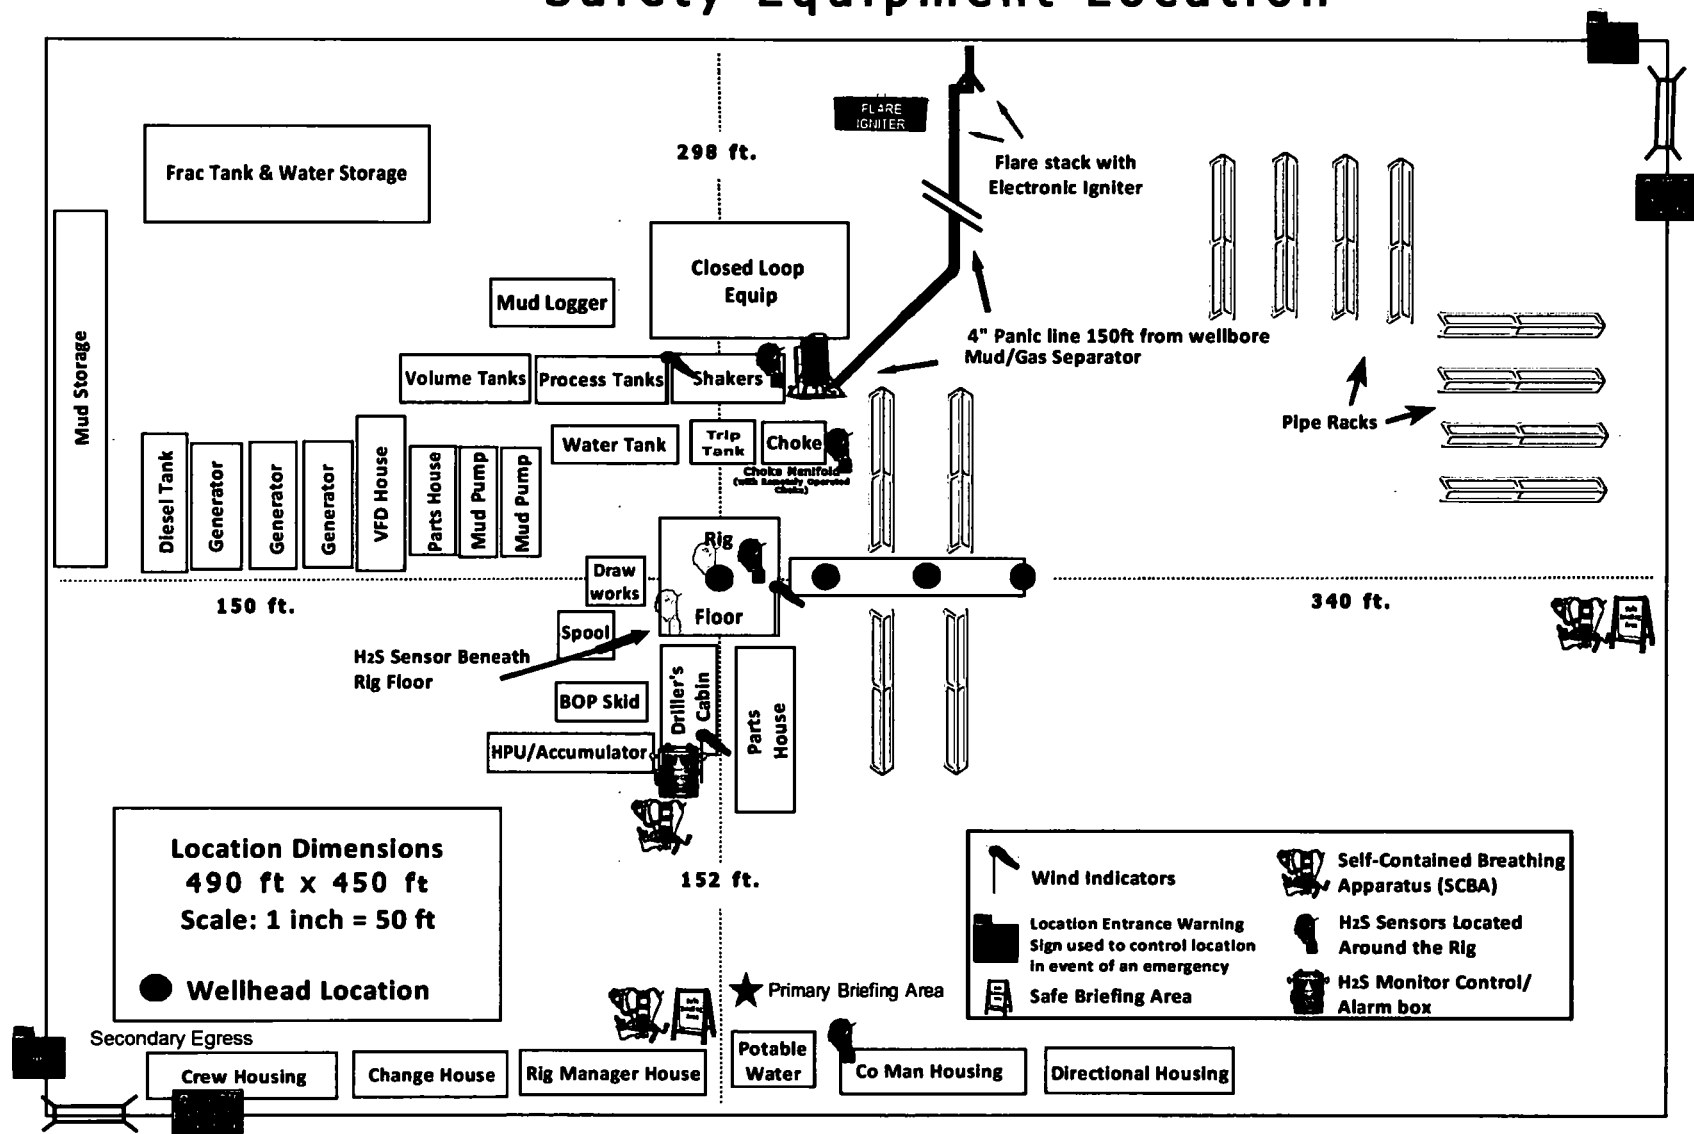 Safety Equipment Location
FLARE
IGNITER
298 ft.
Flare stack with
Electronic Igniter
Frac Tank & Water Storage
Closed Loop
Equip
Mud Logger
4" Panic line 150ft from wellbore
Mud/Gas Separator
Mud Storage
Volume Tanks
Process Tanks
Shakers
Pipe Racks
Water Tank
Trip
Tank
Choke
Choke Manifold
(with Remotely Operated
Choke)
Diesel Tank
Generator
Generator
Generator
VFD House
Parts House
Mud Pump
Mud Pump
Rig
Floor
Draw
works
150 ft.
340 ft.
Spool
H2S Sensor Beneath
Rig Floor
BOP Skid
Driller's
Cabin
Parts
House
HPU/Accumulator
Location Dimensions
490 ft x 450 ft
Scale: 1 inch = 50 ft
Wellhead Location
152 ft.
Wind Indicators
Location Entrance Warning
Sign used to control location
in event of an emergency
Safe Briefing Area
Self-Contained Breathing
Apparatus (SCBA)
H2S Sensors Located
Around the Rig
H2S Monitor Control/
Alarm box
Primary Briefing Area
Secondary Egress
Crew Housing
Change House
Rig Manager House
Potable
Water
Co Man Housing
Directional Housing